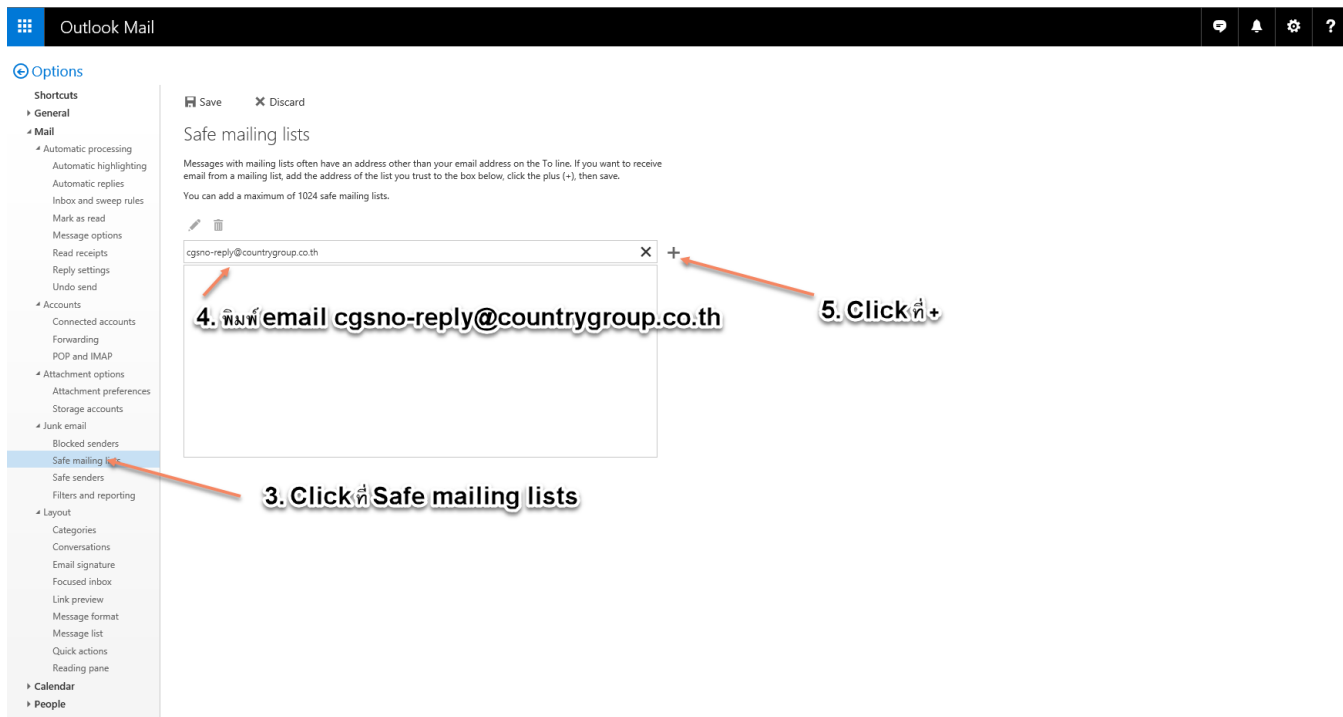 Outlook Mail
?
Options
Shortcuts
General
Mail
Automatic processing
Automatic highlighting
Automatic replies
Inbox and sweep rules
Mark as read
Message options
Read receipts
Reply settings
Undo send
Accounts
Connected accounts
Forwarding
POP and IMAP
Attachment options
Attachment preferences
Storage accounts
Junk email
Blocked senders
Safe mailing lists
Safe senders
Filters and reporting
Layout
Categories
Conversations
Email signature
Focused inbox
Link preview
Message format
Message list
Quick actions
Reading pane
Calendar
People
Save Discard
Safe mailing lists
Messages with mailing lists often have an address other than your email address on the To line. If you want to receive
email from a mailing list, add the address of the list you trust to the box below, click the plus (+), then save.
You can add a maximum of 1024 safe mailing lists.
cgsno-reply@countrygroup.co.th
4. พิมพ์ email cgsno-reply@countrygroup.co.th
5. Click ที่ +
3. Click ที่ Safe mailing lists